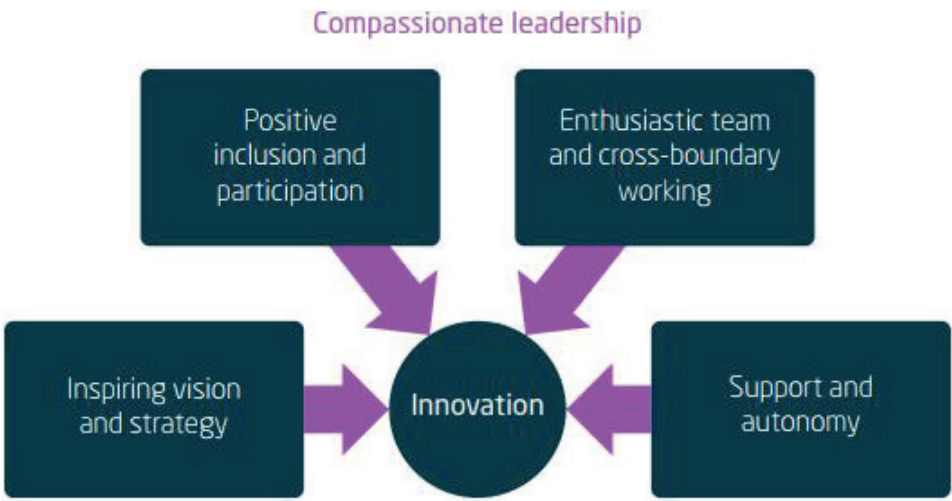 Compassionate leadership
Positive
inclusion and
participation
Enthusiastic team
and cross-boundary
working
Inspiring vision
and strategy
Innovation
Support and
autonomy